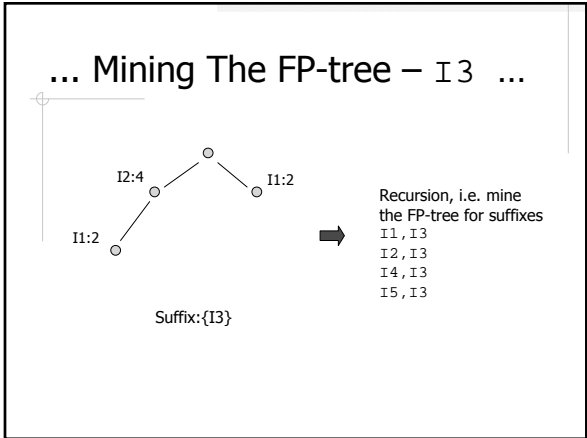 ... Mining The FP-tree – I3 ...
I2:4
I1:2
I1:2
Recursion, i.e. mine
the FP-tree for suffixes
I1,I3
I2,I3
I4,I3
I5,I3
Suffix:{I3}